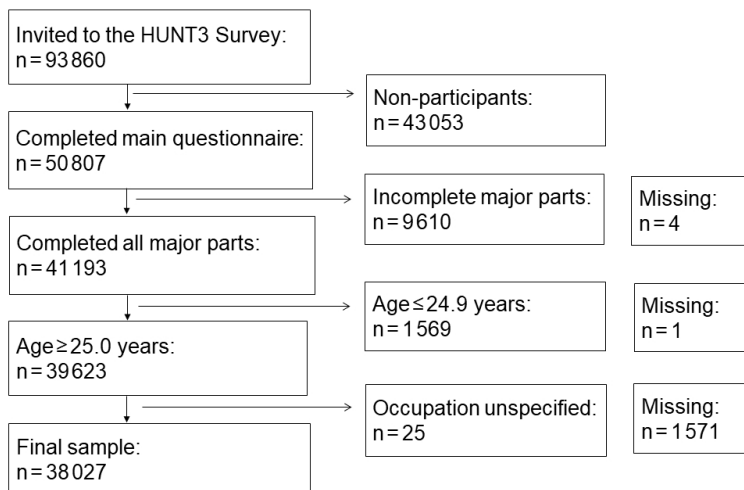 Invited to the HUNT3 Survey:
n = 93 860
Non-participants:
n = 43 053
Completed main questionnaire:
n = 50 807
Incomplete major parts:
n = 9 610
Missing:
n = 4
Completed all major parts:
n = 41 193
Age ≤ 24.9 years:
n = 1 569
Missing:
n = 1
Age ≥ 25.0 years:
n = 39 623
Occupation unspecified:
n = 25
Missing:
n = 1 571
Final sample:
n = 38 027